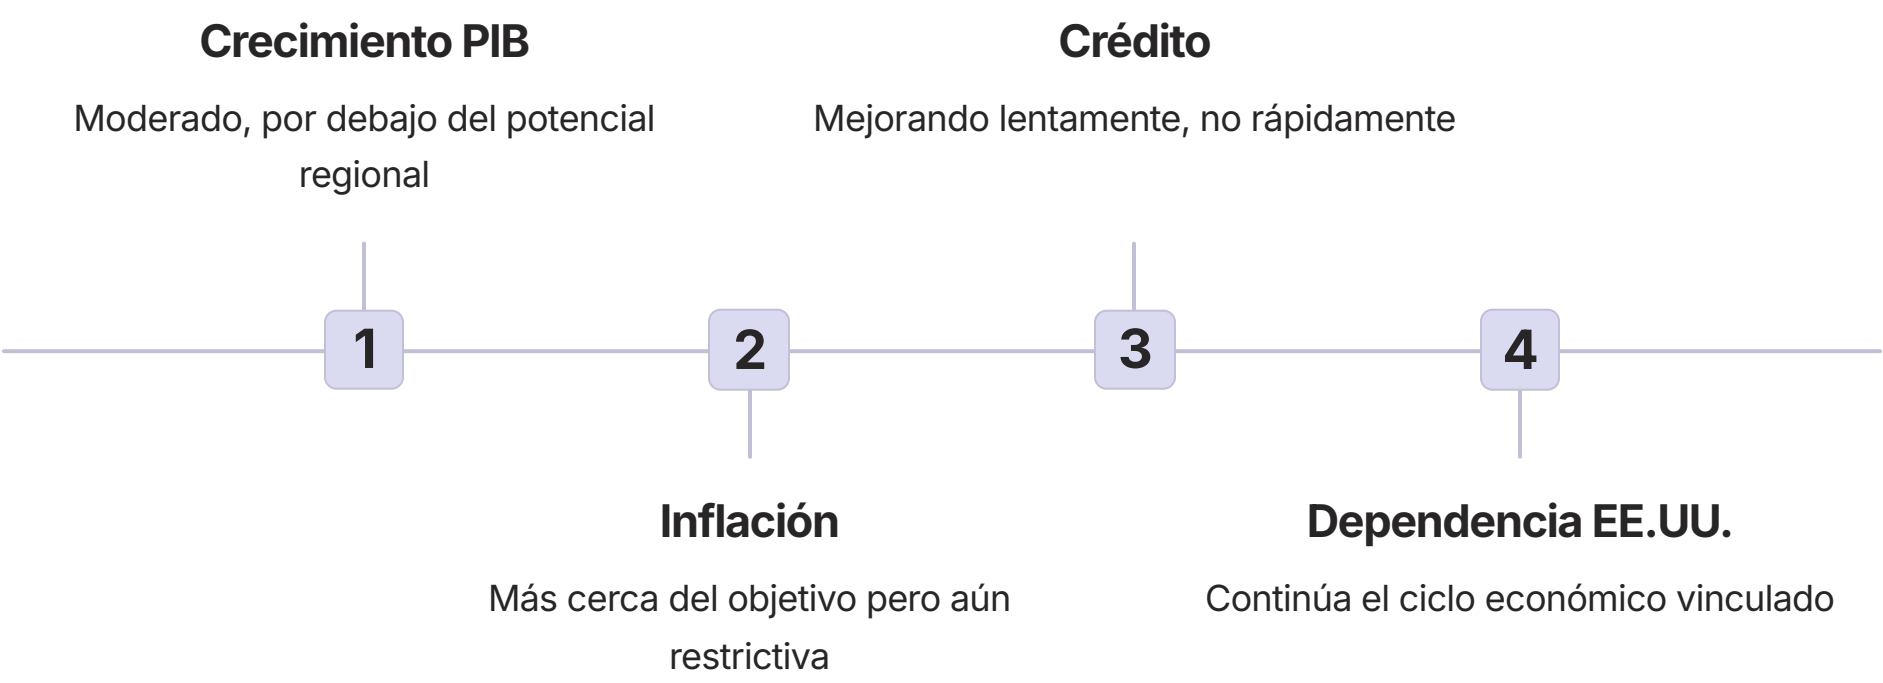 Crecimiento PIB
Moderado, por debajo del potencial
regional
Crédito
Mejorando lentamente, no rápidamente
1
2
3
4
Inflación
Más cerca del objetivo pero aún
restrictiva
Dependencia EE.UU.
Continúa el ciclo económico vinculado